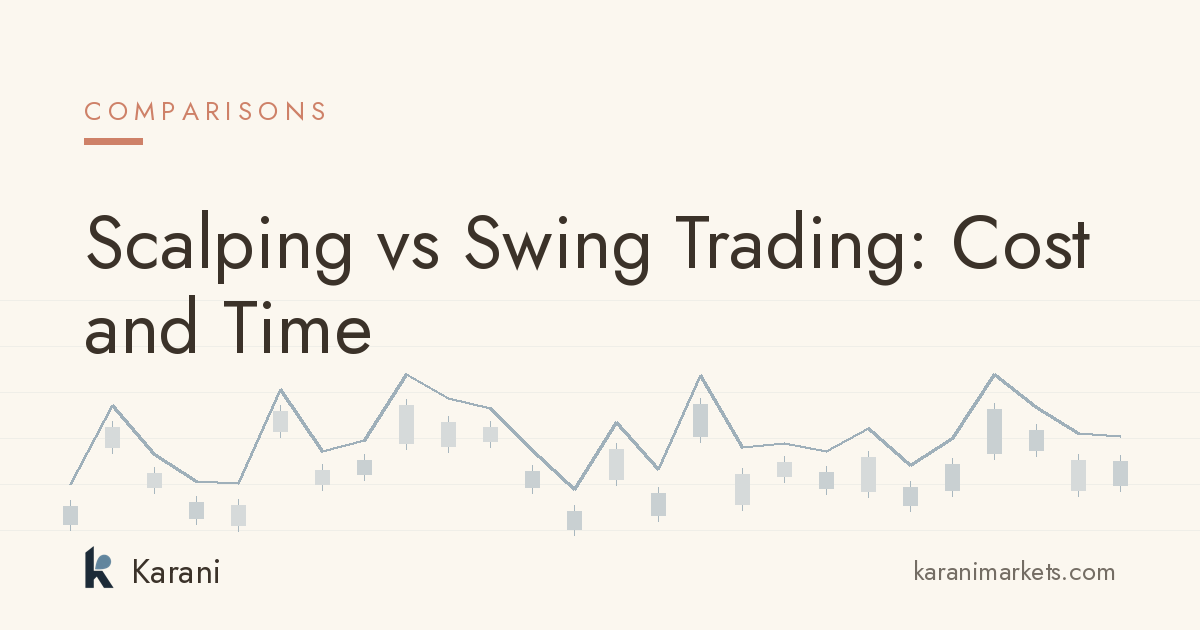 COMPARISONS
Scalping vs Swing Trading: Cost
and Time
Karani
karanimarkets.com